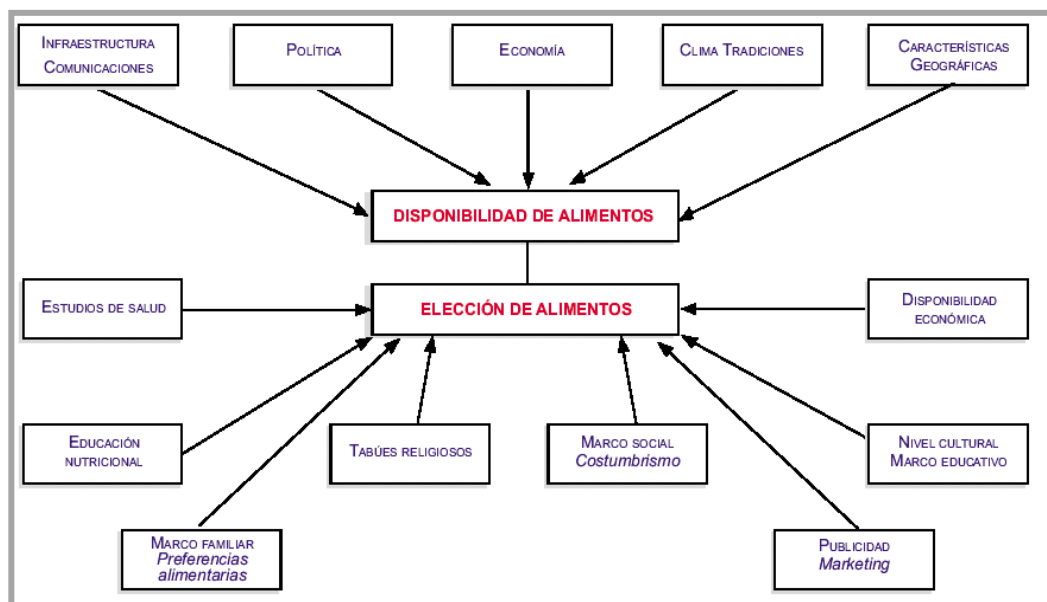 INFRAESTRUCTURA
COMUNICACIONES
POLÍTICA
ECONOMÍA
CLIMA TRADICIONES
CARACTERÍSTICAS
GEOGRÁFICAS
DISPONIBILIDAD DE ALIMENTOS
ESTUDIOS DE SALUD
ELECCIÓN DE ALIMENTOS
DISPONIBILIDAD
ECONÓMICA
EDUCACIÓN
NUTRICIONAL
TABÚES RELIGIOSOS
MARCO SOCIAL
Costumbrismo
NIVEL CULTURAL
MARCO EDUCATIVO
MARCO FAMILIAR
Preferencias
alimentarias
PUBLICIDAD
Marketing